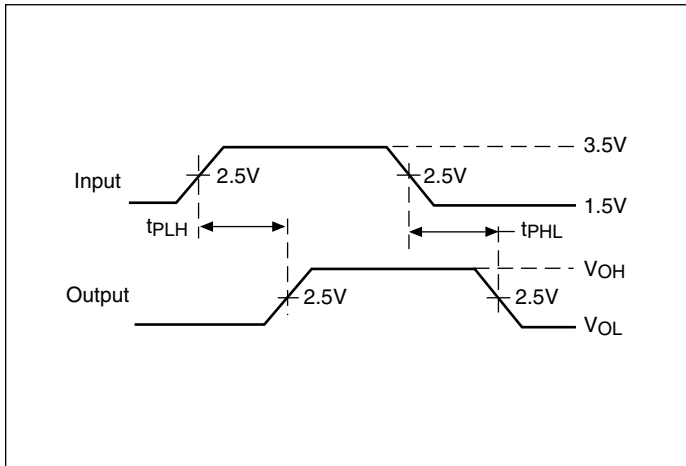 3.5V
Input
2.5V
2.5V
1.5V
tPLH
tPHL
VOH
Output
2.5V
2.5V
VOL